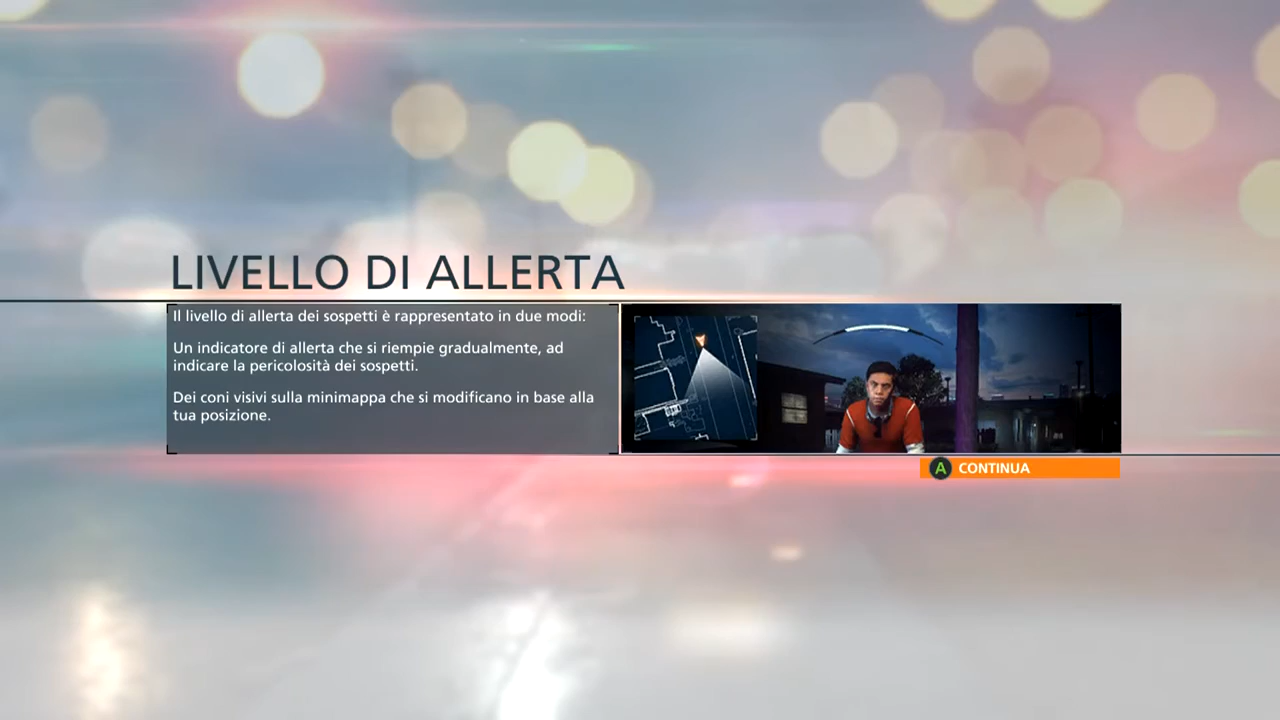 LIVELLO DI ALLERTA
Il livello di allerta dei sospetti è rappresentato in due modi:
Un indicatore di allerta che si riempie gradualmente, ad
indicare la pericolosità dei sospetti.
Dei coni visivi sulla minimappa che si modificano in base alla
tua posizione.
A CONTINUA